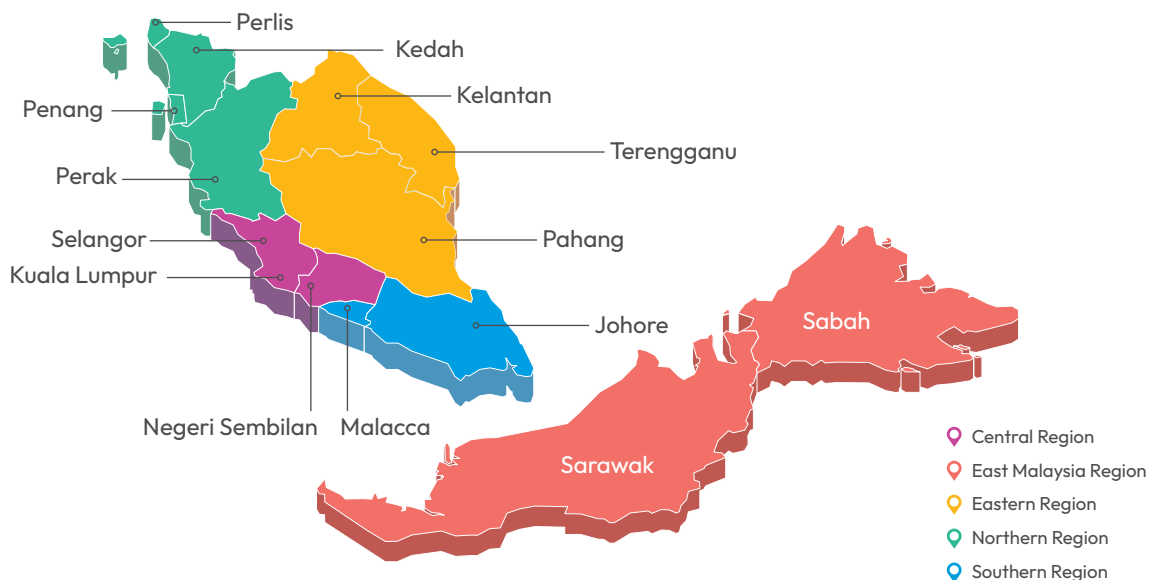 Perlis
Kedah
Kelantan
Penang
Terengganu
Perak
Selangor
Pahang
Kuala Lumpur
Sabah
Johore
Negeri Sembilan
Malacca
Sarawak
Central Region
East Malaysia Region
Eastern Region
Northern Region
Southern Region